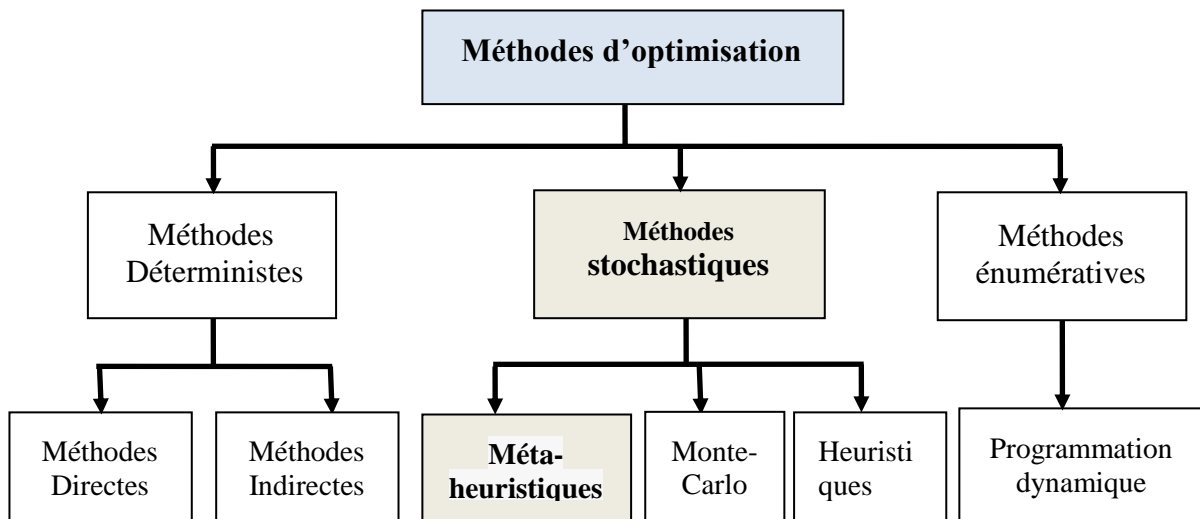 Méthodes d’optimisation
Méthodes
Déterministes
Méthodes
stochastiques
Méthodes
énumératives
Méthodes
Directes
Méthodes
Indirectes
Méta-
heuristiques
Monte-
Carlo
Heuristi
ques
Programmation
dynamique